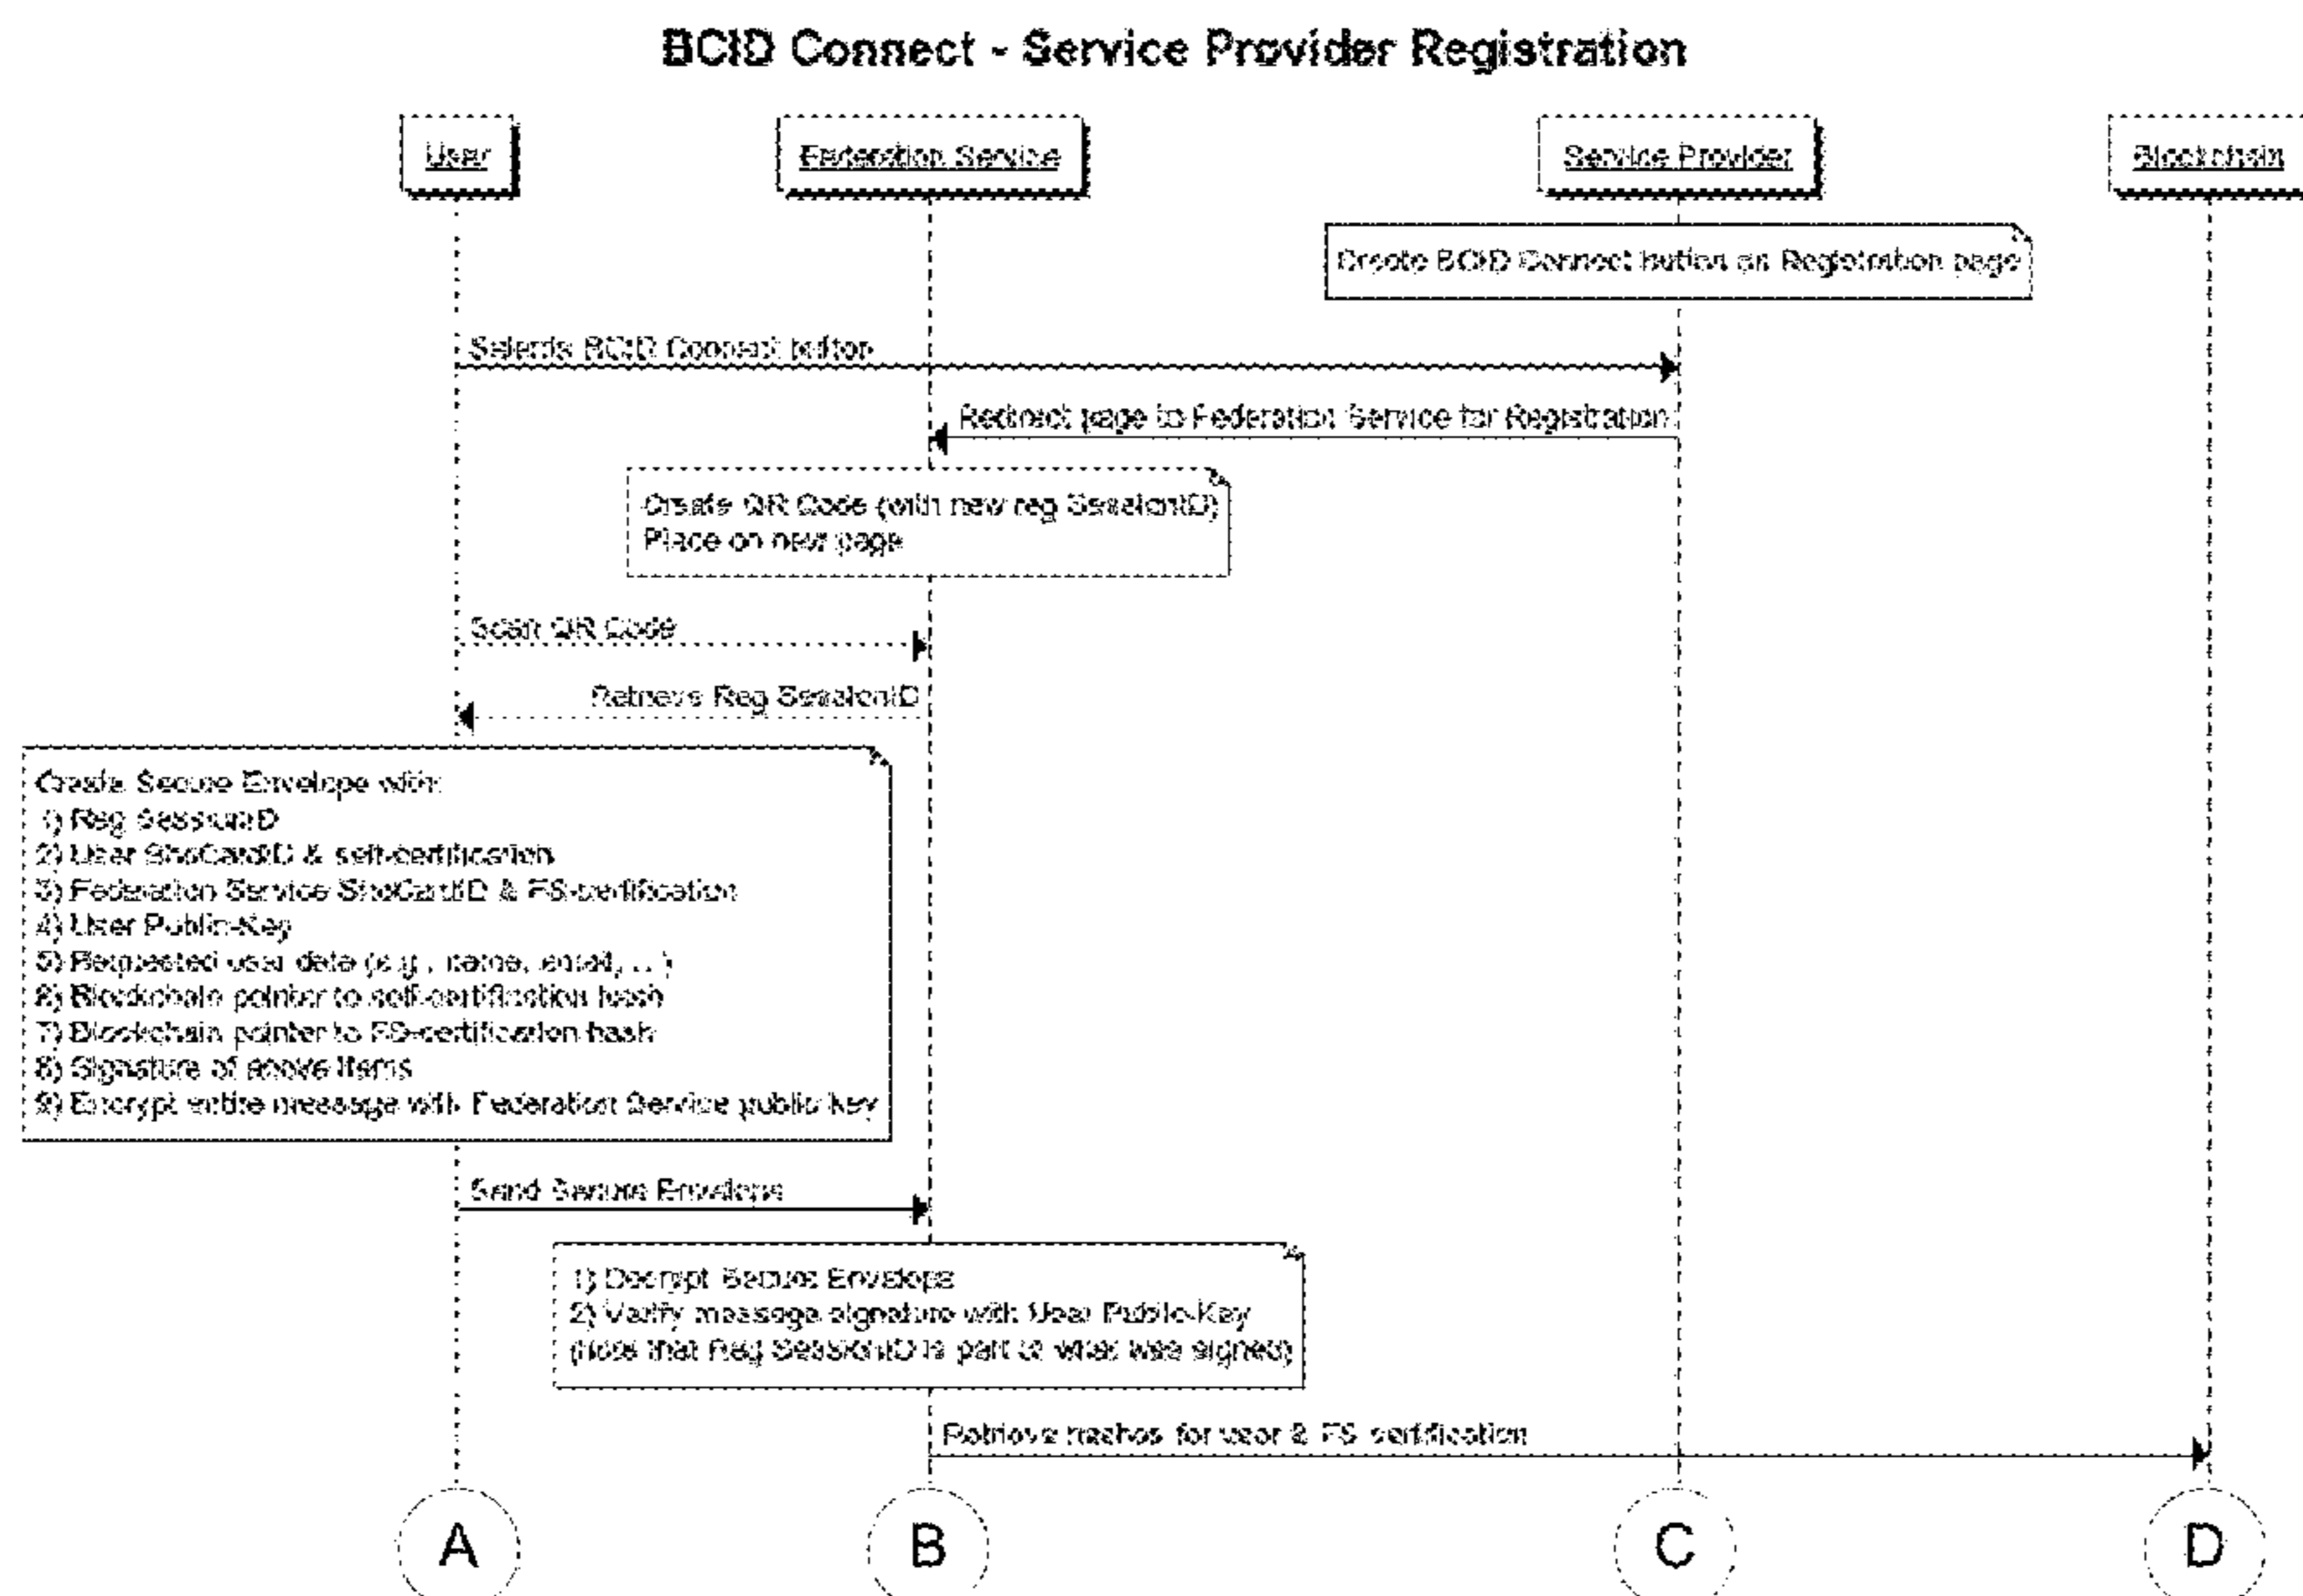 BCID Connect - Service Provider Registration
User
Federation Service
Service Provider
Blockchain
Create BCID Connect button on Registration page
Selects BCID Connect button
Redirect page to Federation Service for Registration
Create QR Code (with new reg SessionID)
Place on new page
Scan QR Code
Retrieve Reg SessionID
Create Secure Envelope with:
1) Reg SessionID
2) User ShoCardID & self-certification
3) Federation Service ShoCardID & FS-certification
4) User Public-Key
5) Requested user data (e.g., name, email, ... )
6) Blockchain pointer to self-certification hash
7) Blockchain pointer to FS-certification hash
8) Signature of above items
9) Encrypt entire message with Federation Service public key
Send Secure Envelope
1) Decrypt Secure Envelope
2) Verify message signature with User Public-Key
(Note that Reg SessionID is part of what was signed)
Retrieve hashes for user & FS certification
A
B
C
D